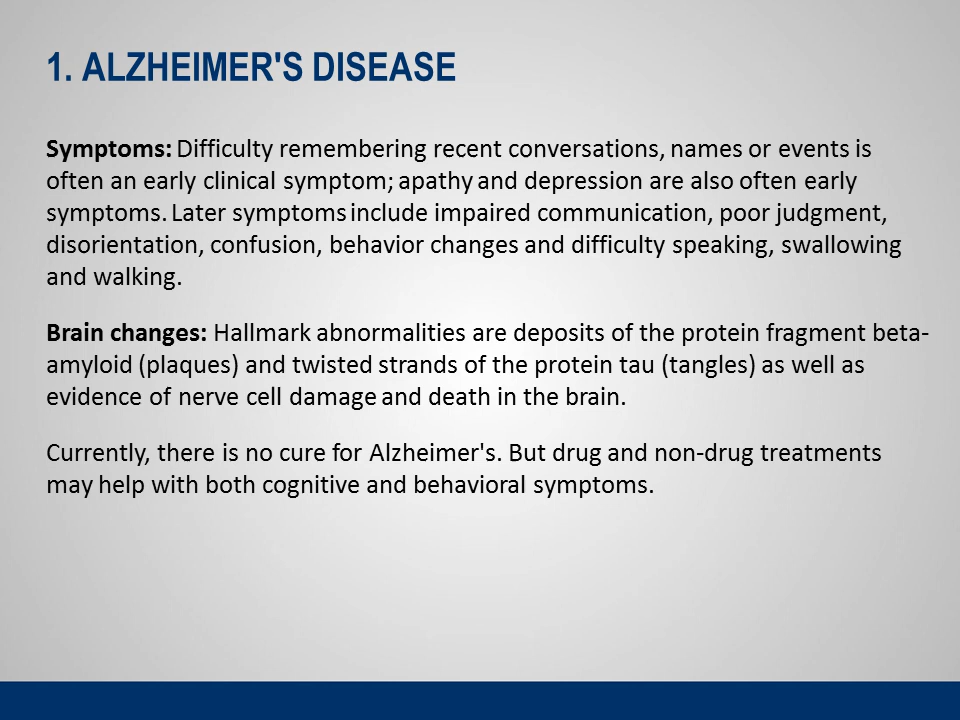 1. ALZHEIMER'S DISEASE
Symptoms: Difficulty remembering recent conversations, names or events is
often an early clinical symptom; apathy and depression are also often early
symptoms. Later symptoms include impaired communication, poor judgment,
disorientation, confusion, behavior changes and difficulty speaking, swallowing
and walking.
Brain changes: Hallmark abnormalities are deposits of the protein fragment beta-
amyloid (plaques) and twisted strands of the protein tau (tangles) as well as
evidence of nerve cell damage and death in the brain.
Currently, there is no cure for Alzheimer's. But drug and non-drug treatments
may help with both cognitive and behavioral symptoms.